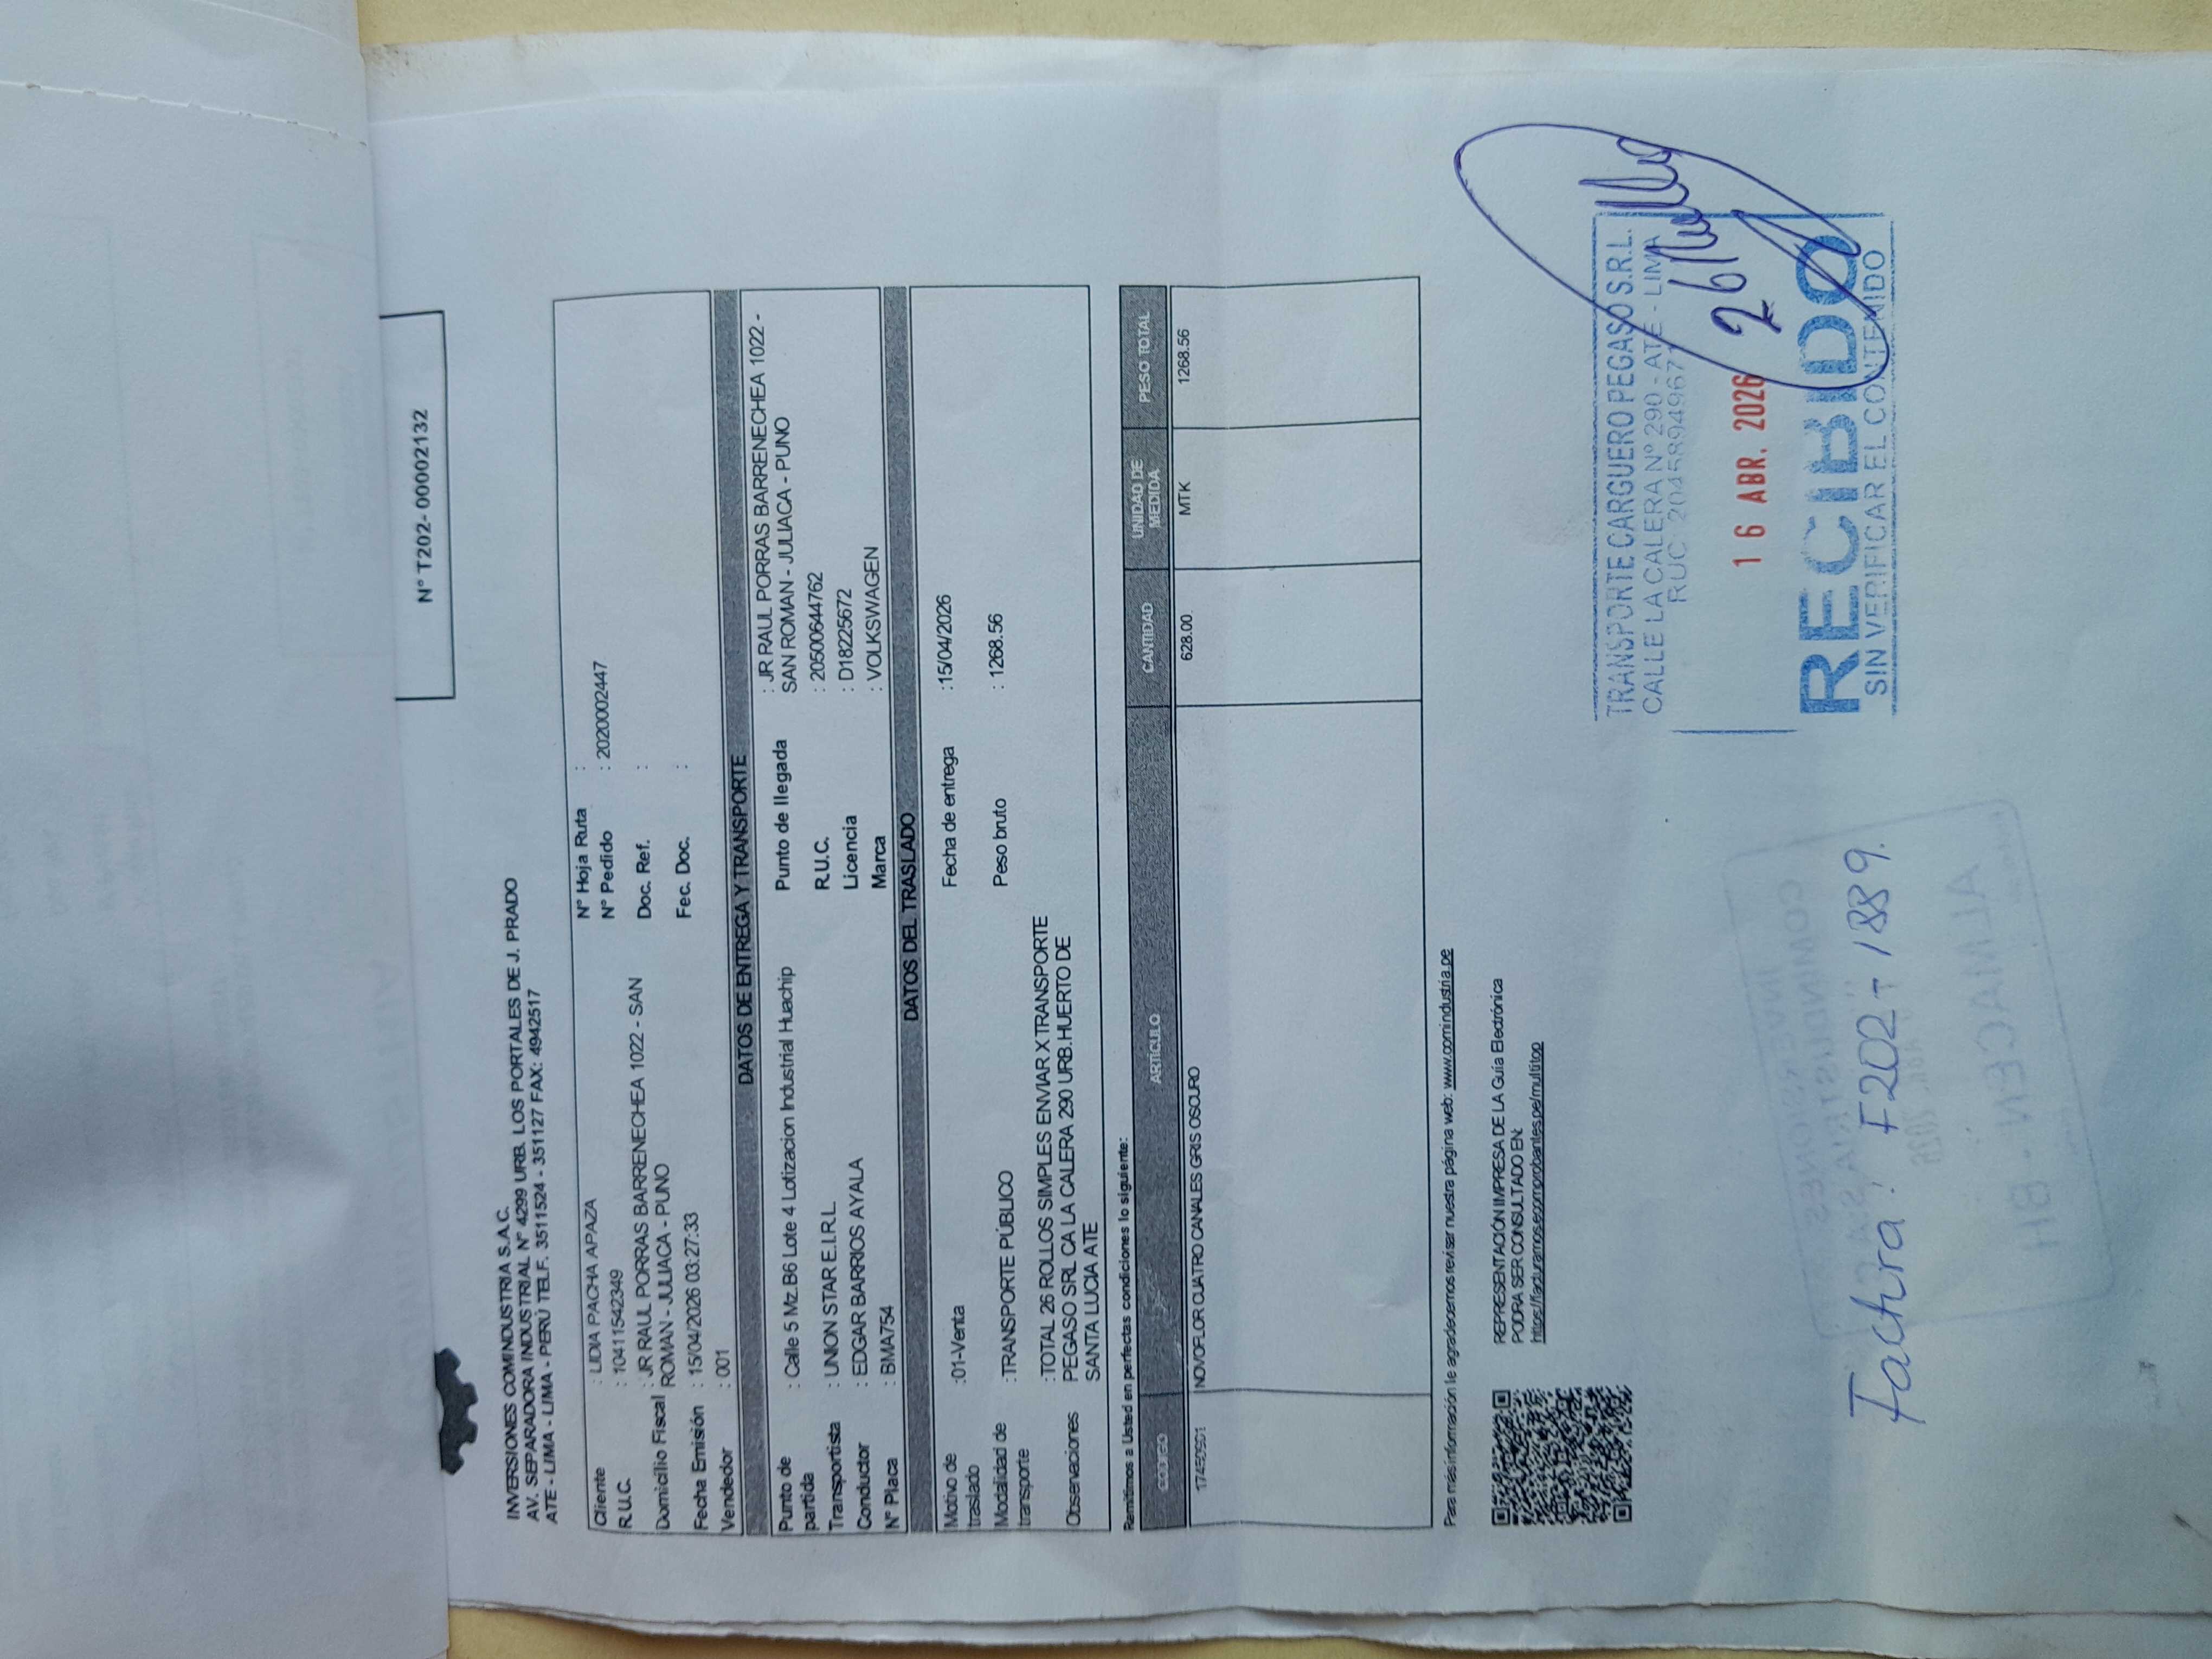 N° T202- 00002132
INVERSIONES COMINDUSTRIA S.A.C.
AV. SEPARADORA INDUSTRIAL N° 4299 URB. LOS PORTALES DE J. PRADO
ATE - LIMA - LIMA - PERÚ TELF. 3511524 - 351127 FAX: 4942517
Cliente : LIDIA PACHA APAZA N° Hoja Ruta :
R.U.C. : 10411542349 N° Pedido : 2020002447
Domicilio Fiscal : JR RAUL PORRAS BARRENECHEA 1022 - SAN Doc. Ref. :
ROMAN - JULIACA - PUNO
Fecha Emisión : 15/04/2026 03:27:33 Fec. Doc. :
Vendedor : 001
DATOS DE ENTREGA Y TRANSPORTE
Punto de : Calle 5 Mz. B6 Lote 4 Lotizacion Industrial Huachip Punto de llegada : JR RAUL PORRAS BARRENECHEA 1022 -
partida SAN ROMAN - JULIACA - PUNO
Transportista : UNION STAR E.I.R.L. R.U.C. : 20500644762
Conductor : EDGAR BARRIOS AYALA Licencia : D18225672
N° Placa : BMA754 Marca : VOLKSWAGEN
DATOS DEL TRASLADO
Motivo de :01-Venta Fecha de entrega :15/04/2026
traslado
Modalidad de :TRANSPORTE PÚBLICO Peso bruto : 1268.56
transporte
Observaciones :TOTAL 26 ROLLOS SIMPLES ENVIAR X TRANSPORTE
PEGASO SRL CA LA CALERA 290 URB.HUERTO DE
SANTA LUCIA ATE
Remitimos a Usted en perfectas condiciones lo siguiente:
ARTÍCULO CANTIDAD UNIDAD DE MEDIDA PESO TOTAL
NOVOFLOR CUATRO CANALES GRIS OSCURO 628.00 MTK 1268.56
Para más información le agradecemos revisar nuestra página web: www.comindustria.pe
REPRESENTACIÓN IMPRESA DE LA Guía Electrónica
PODRA SER CONSULTADO EN:
https://facturamos.ecomprobantes.pe/multitop
TRANSPORTE CARGUERO PEGASO S.R.L.
CALLE LA CALERA N° 290 - ATE - LIMA
16 ABR. 2026
RECIBIDO
SIN VERIFICAR EL CONTENIDO
Factura: F202-1889.